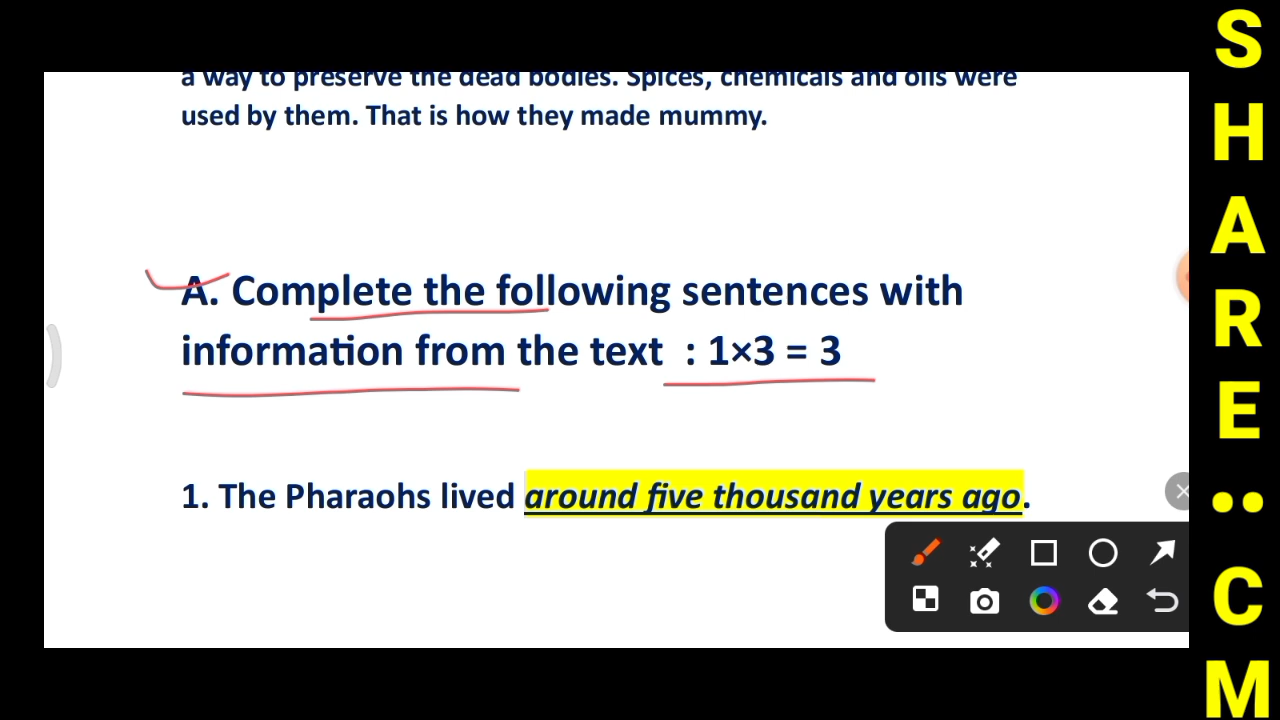 a way to preserve the dead bodies. Spices, chemicals and oils were
used by them. That is how they made mummy.
A. Complete the following sentences with
information from the text : 1×3 = 3
1. The Pharaohs lived around five thousand years ago.
S
H
A
R
E
••
C
M